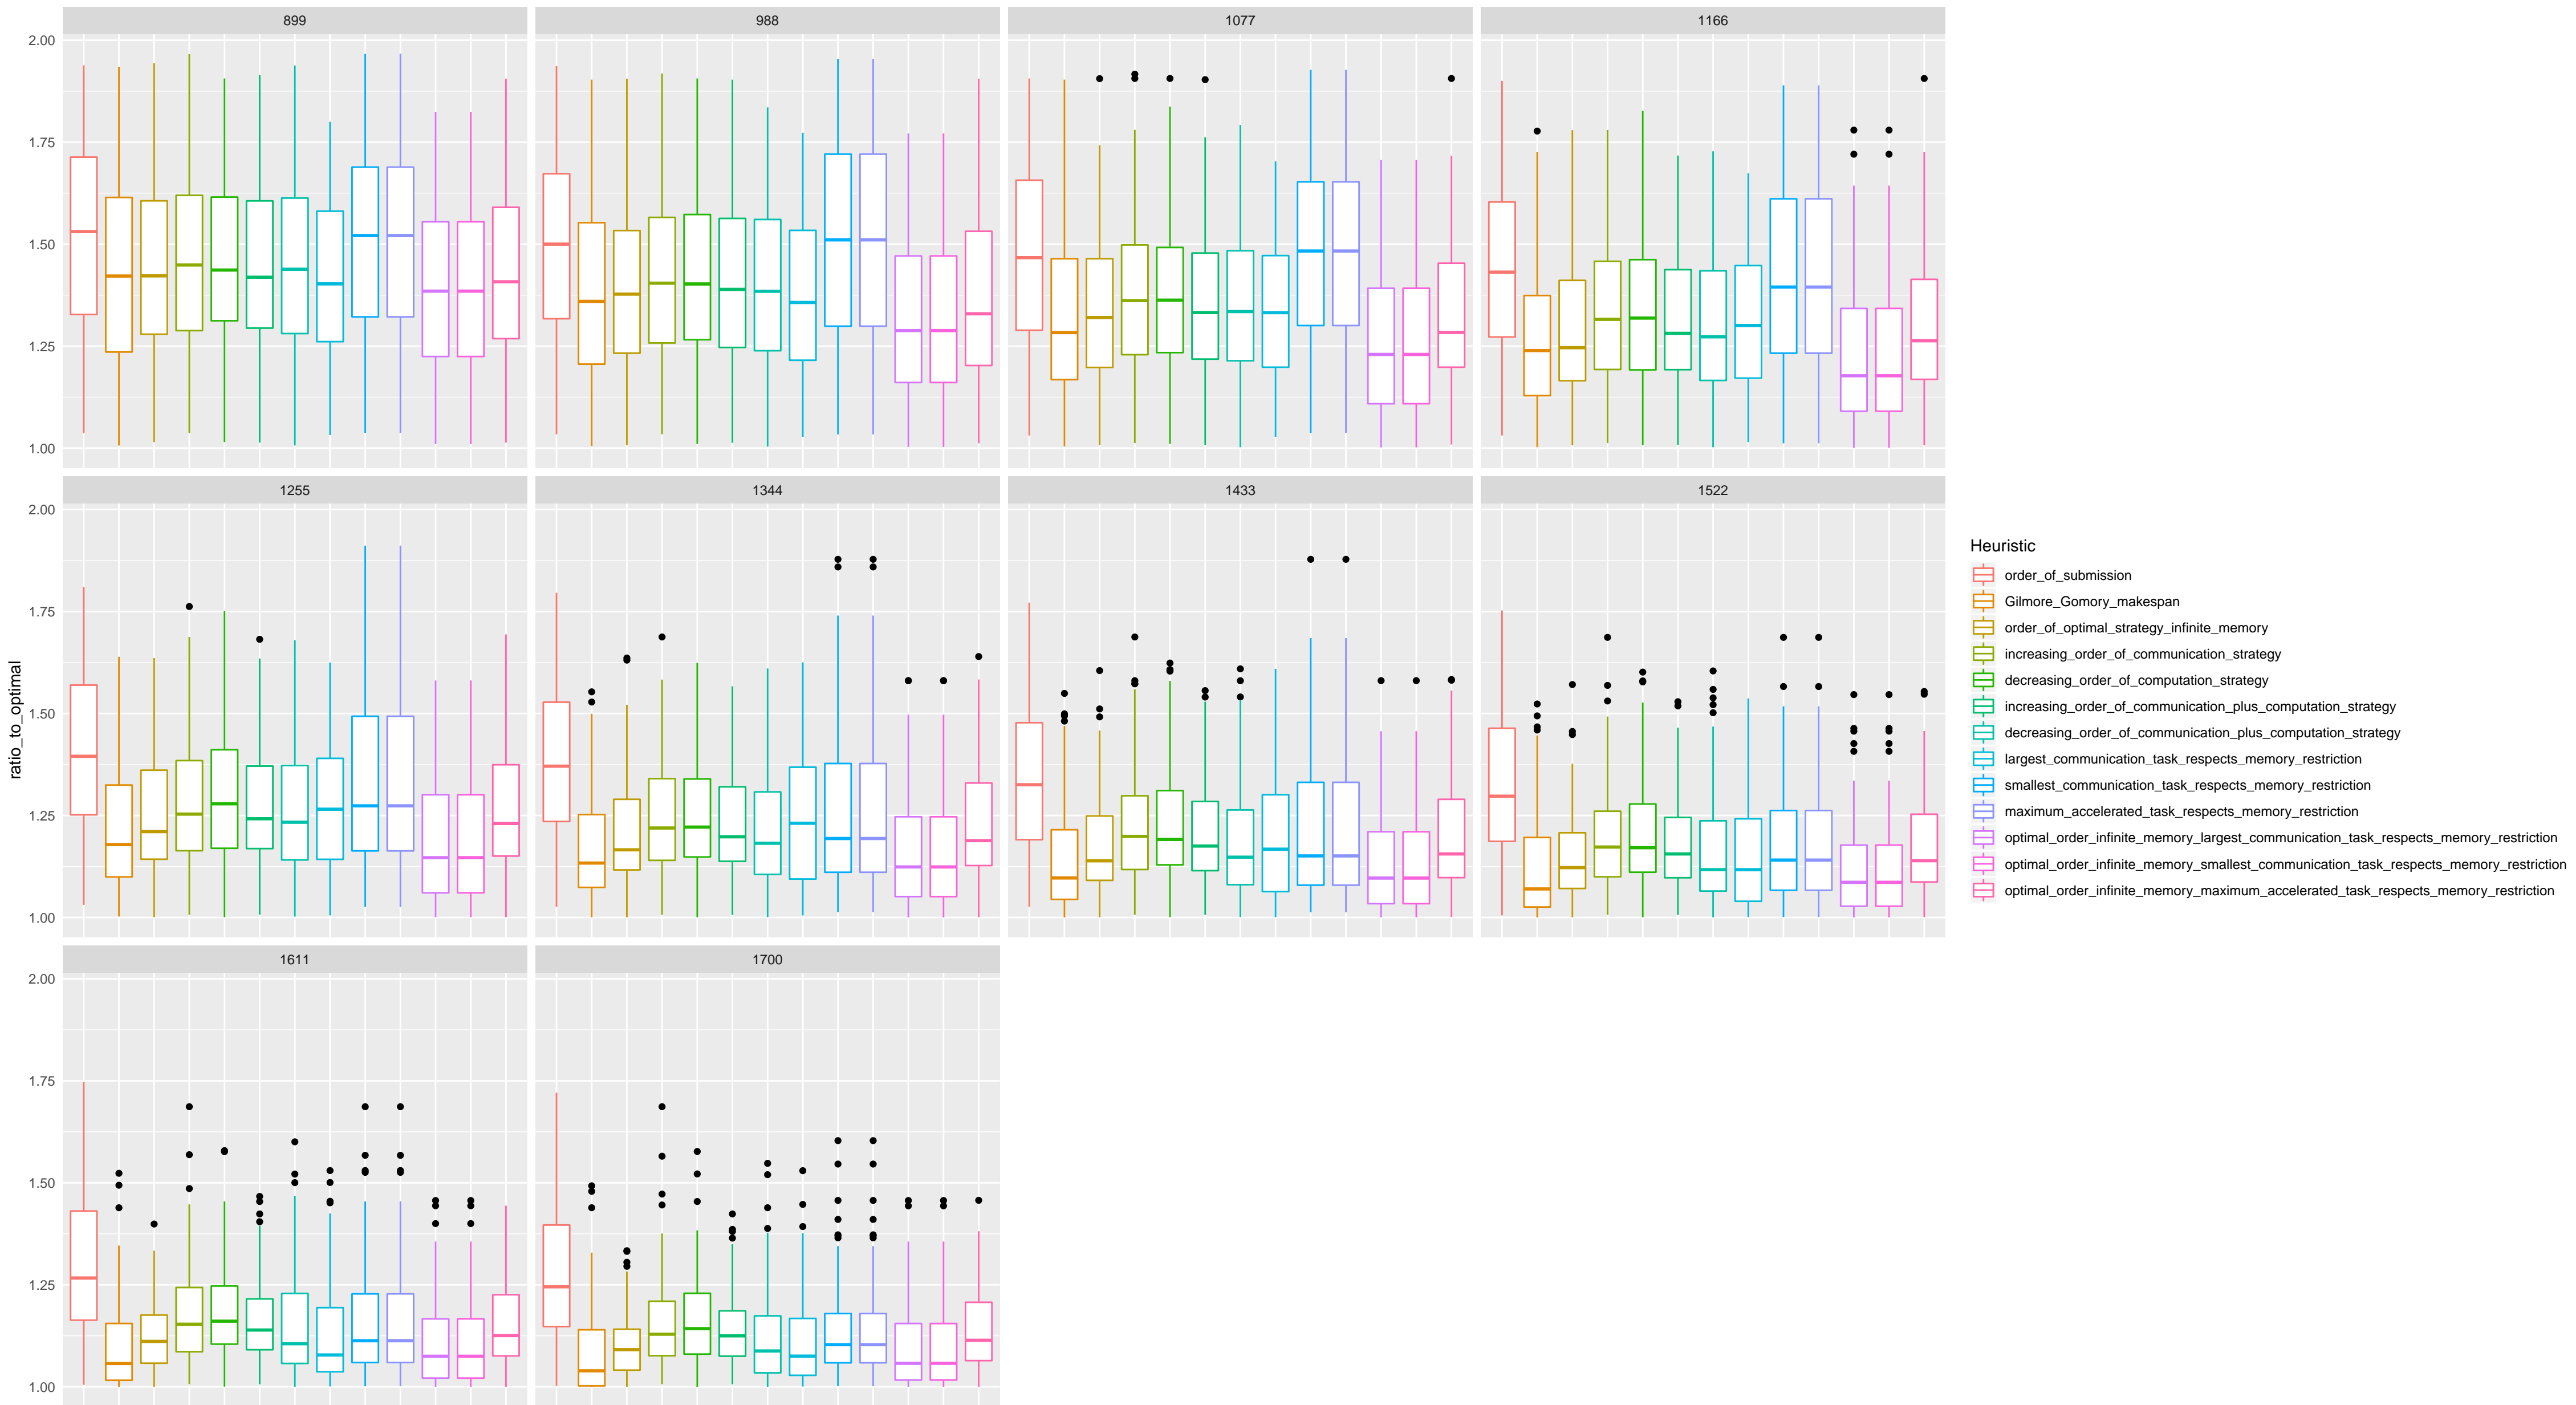 899 988 1077 1166
2.00
1.75
1.50
1.25
1.00
1255 1344 1433 1522
2.00
1.75
1.50
1.25
1.00
1611 1700
2.00
1.75
1.50
1.25
1.00
ratio_to_optimal
Heuristic
order_of_submission
Gilmore_Gomory_makespan
order_of_optimal_strategy_infinite_memory
increasing_order_of_communication_strategy
decreasing_order_of_computation_strategy
increasing_order_of_communication_plus_computation_strategy
decreasing_order_of_communication_plus_computation_strategy
largest_communication_task_respects_memory_restriction
smallest_communication_task_respects_memory_restriction
maximum_accelerated_task_respects_memory_restriction
optimal_order_infinite_memory_largest_communication_task_respects_memory_restriction
optimal_order_infinite_memory_smallest_communication_task_respects_memory_restriction
optimal_order_infinite_memory_maximum_accelerated_task_respects_memory_restriction